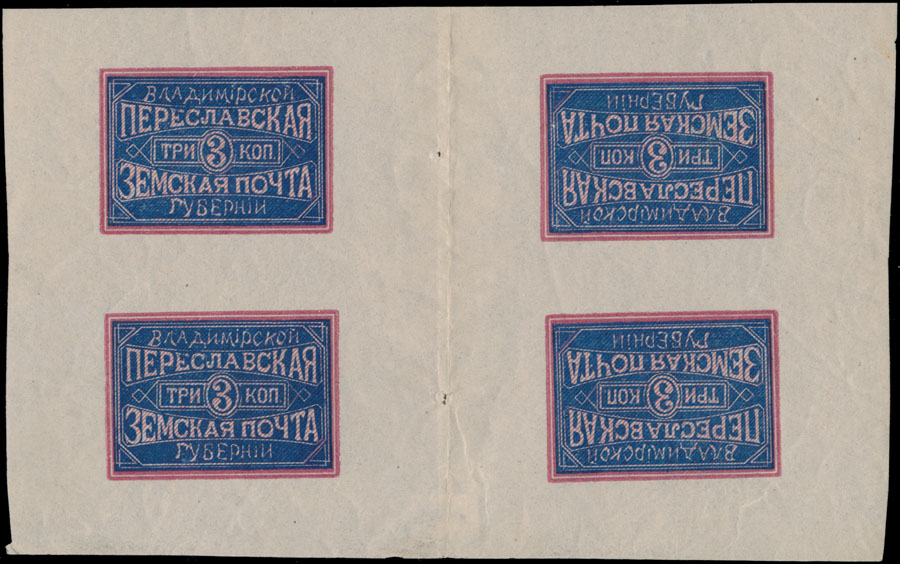 ВЛАДИМІРСКОЙ
ПЕРЕСЛАВСКАЯ
ТРИ 3 КОП.
ЗЕМСКАЯ ПОЧТА
ГУБЕРНІИ
ВЛАДИМІРСКОЙ
ПЕРЕСЛАВСКАЯ
ТРИ 3 КОП
ЗЕМСКАЯ ПОЧТА
ГУБЕРНІИ
ВЛАДИМІРСКОЙ
ПЕРЕСЛАВСКАЯ
ТРИ 3 КОП.
ЗЕМСКАЯ ПОЧТА
ГУБЕРНІИ
ВЛАДИМІРСКОЙ
ПЕРЕСЛАВСКАЯ
ТРИ 3 КОП
ЗЕМСКАЯ ПОЧТА
ГУБЕРНІИ